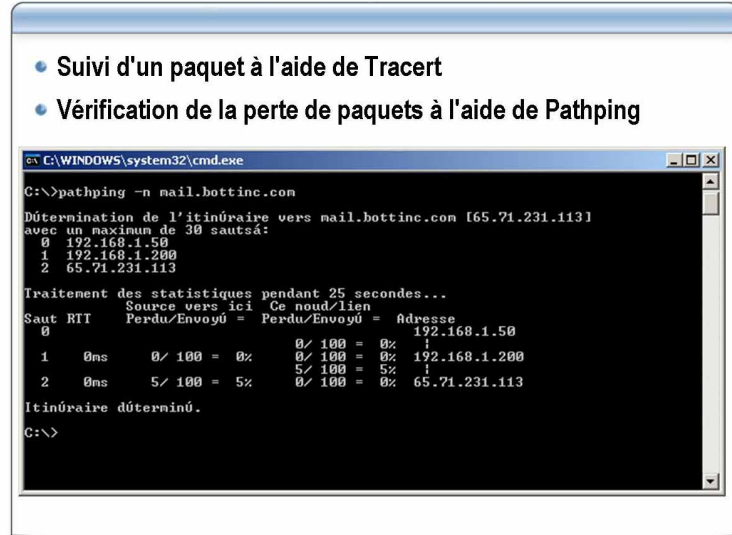 Suivi d'un paquet à l'aide de Tracert
Vérification de la perte de paquets à l'aide de Pathping
C:\WINDOWS\system32\cmd.exe
C:\>pathping -n mail.bottinc.com
Dútermination de l'itinúraire vers mail.bottinc.com [65.71.231.113]
avec un maximum de 30 sautsá:
0 192.168.1.50
1 192.168.1.200
2 65.71.231.113
Traitement des statistiques pendant 25 secondes...
Source vers ici Ce noud/lien
Saut RTT Perdu/Envoyú = Perdu/Envoyú = Adresse
0 192.168.1.50
0/ 100 = 0% |
1 0ms 0/ 100 = 0% 0/ 100 = 0% 192.168.1.200
5/ 100 = 5% |
2 0ms 5/ 100 = 5% 0/ 100 = 0% 65.71.231.113
Itinúraire dúterminú.
C:\>